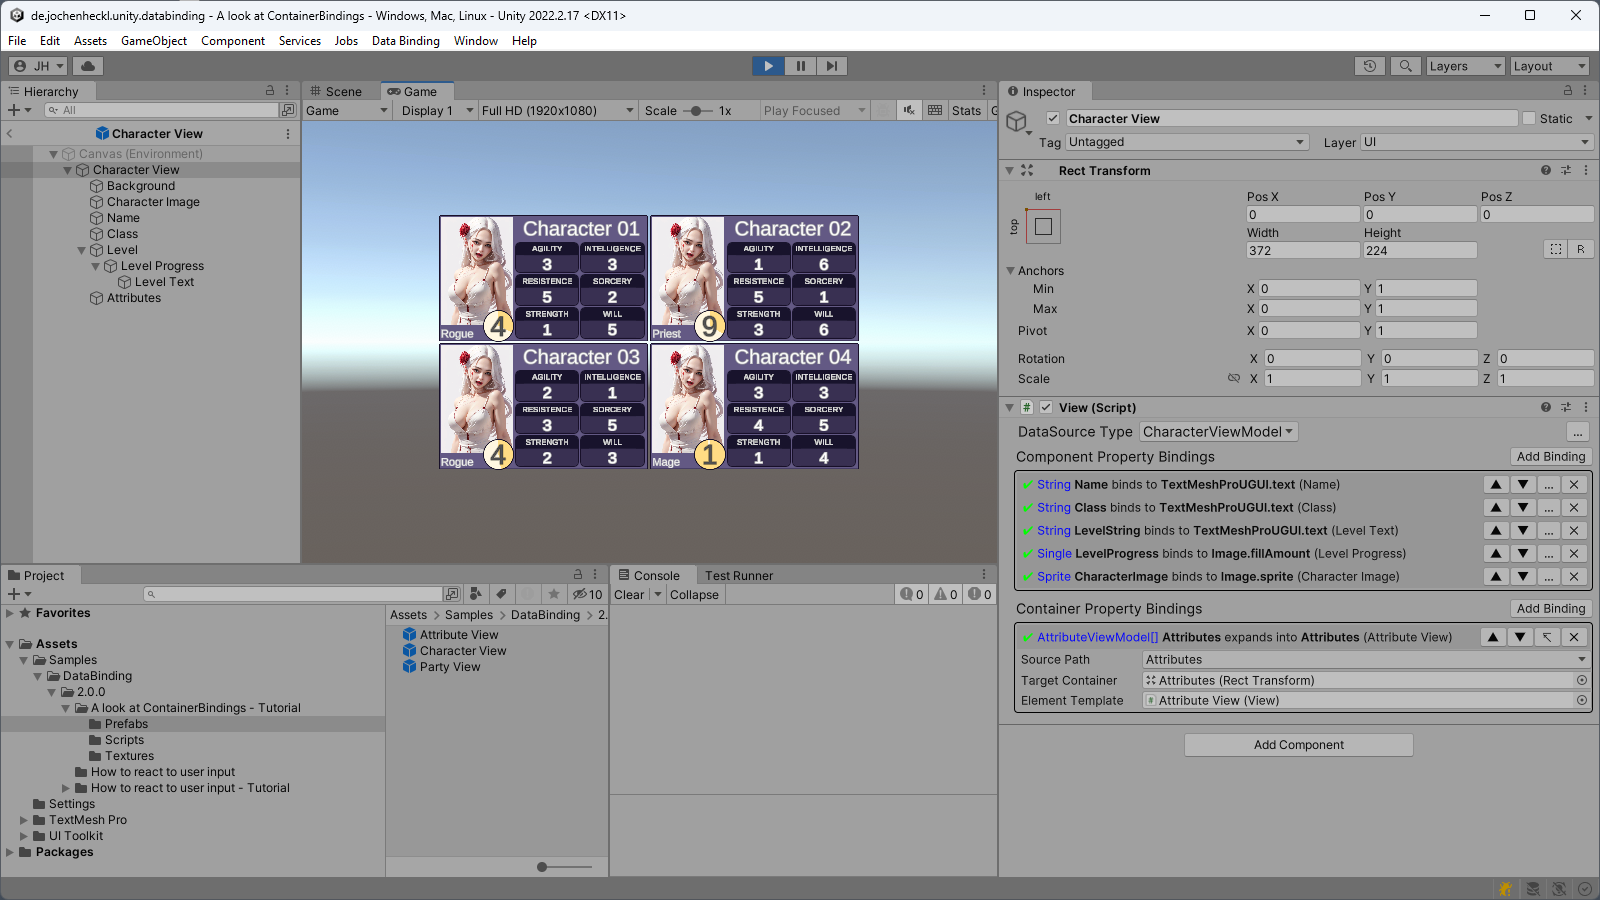 de.jochenheckl.unity.databinding - A look at ContainerBindings - Windows, Mac, Linux - Unity 2022.2.17 <DX11>
File Edit Assets GameObject Component Services Jobs Data Binding Window Help
JH Layers Layout
Hierarchy
All
Character View
Canvas (Environment)
Character View
Background
Character Image
Name
Class
Level
Level Progress
Level Text
Attributes
Scene Game
Game Display 1 Full HD (1920x1080) Scale 1x Play Focused Stats G
Character 01
AGILITY INTELLIGENCE
3 3
RESISTENCE SORCERY
5 2
STRENGTH WILL
1 5
Rogue 4
Character 02
AGILITY INTELLIGENCE
1 6
RESISTENCE SORCERY
5 1
STRENGTH WILL
3 6
Priest 9
Character 03
AGILITY INTELLIGENCE
2 1
RESISTENCE SORCERY
3 5
STRENGTH WILL
2 3
Rogue 4
Character 04
AGILITY INTELLIGENCE
3 3
RESISTENCE SORCERY
4 5
STRENGTH WILL
1 4
Mage 1
Inspector
Character View Static
Tag Untagged Layer UI
Rect Transform
left
top
Pos X Pos Y Pos Z
0 0 0
Width Height
372 224 R
Anchors
Min X 0 Y 1
Max X 0 Y 1
Pivot X 0 Y 1
Rotation X 0 Y 0 Z 0
Scale X 1 Y 1 Z 1
# View (Script)
DataSource Type CharacterViewModel ...
Component Property Bindings Add Binding
String Name binds to TextMeshProUGUI.text (Name) ...
String Class binds to TextMeshProUGUI.text (Class) ...
String LevelString binds to TextMeshProUGUI.text (Level Text) ...
Single LevelProgress binds to Image.fillAmount (Level Progress) ...
Sprite CharacterImage binds to Image.sprite (Character Image) ...
Container Property Bindings Add Binding
AttributeViewModel[] Attributes expands into Attributes (Attribute View)
Source Path Attributes
Target Container Attributes (Rect Transform)
Element Template # Attribute View (View)
Add Component
Project
10
Favorites
Assets
Samples
DataBinding
2.0.0
A look at ContainerBindings - Tutorial
Prefabs
Scripts
Textures
How to react to user input
How to react to user input - Tutorial
Settings
TextMesh Pro
UI Toolkit
Packages
Assets > Samples > DataBinding > 2.
Attribute View
Character View
Party View
Console Test Runner
Clear Collapse 0 0 0